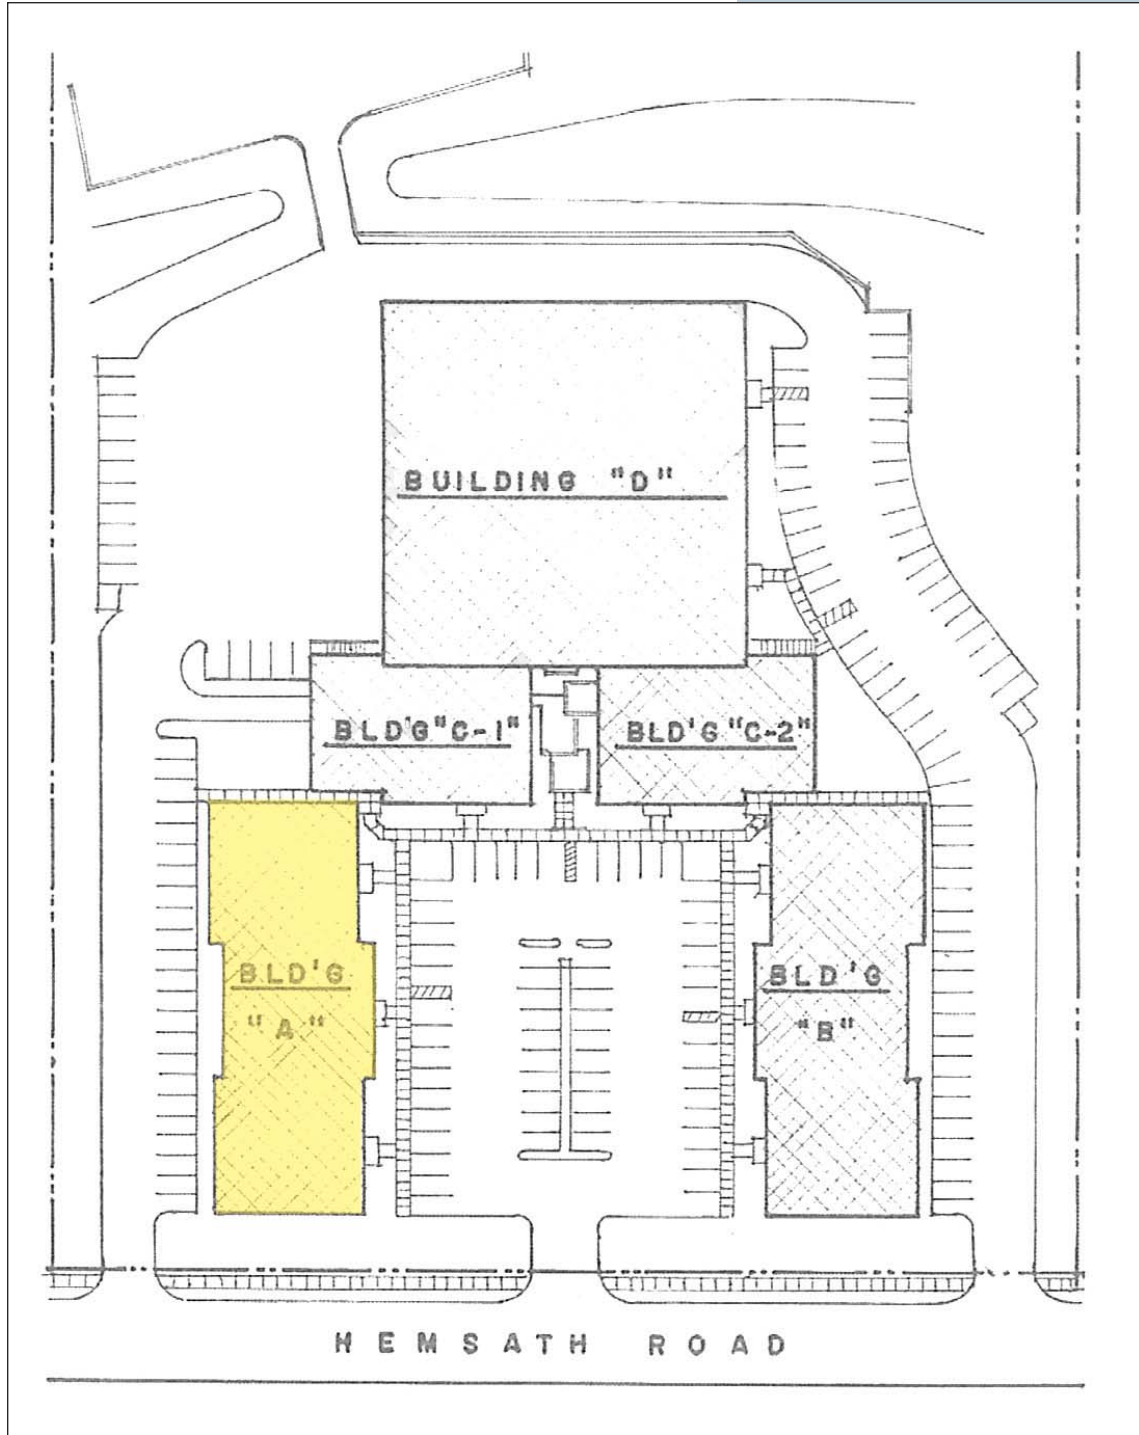 BUILDING "D"
BLD'G "C-1"
BLD'G "C-2"
BLD'G
"A"
BLD'G
"B"
HEMSATH ROAD